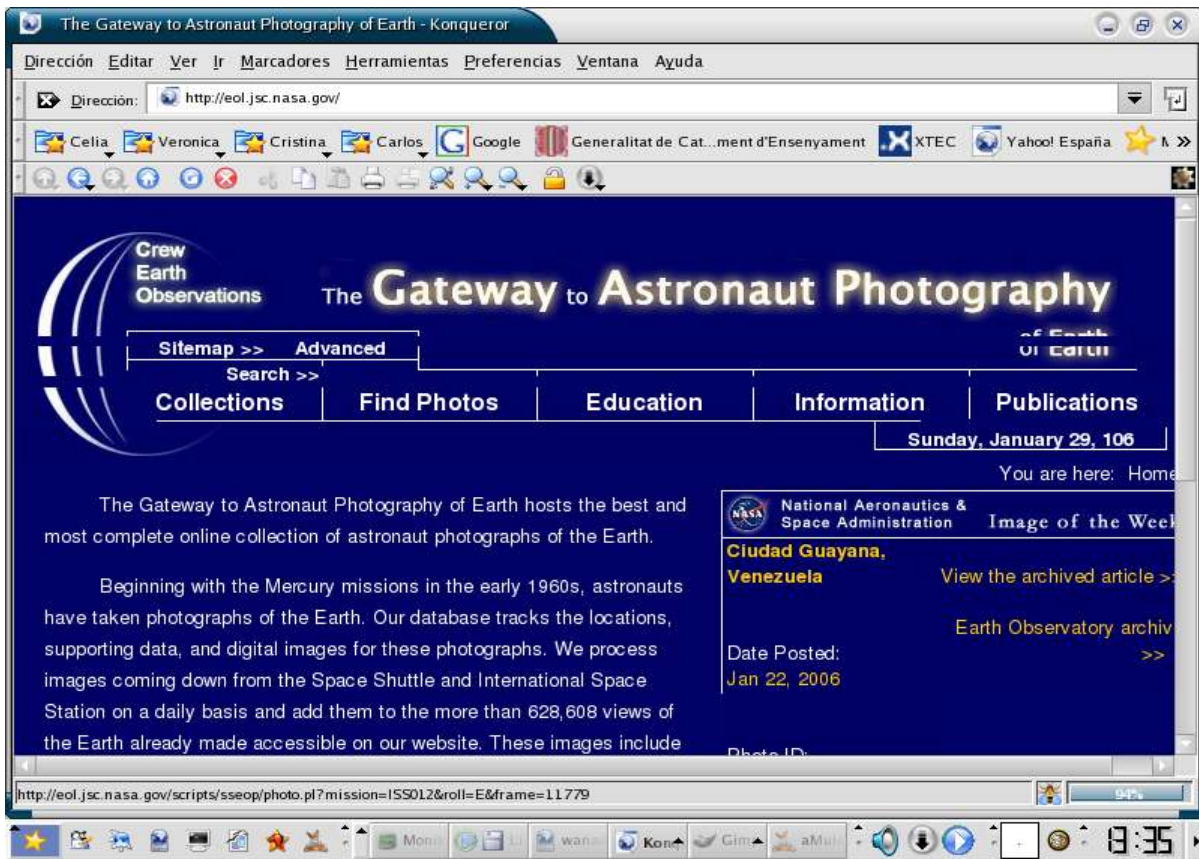 The Gateway to Astronaut Photography of Earth - Konqueror
Dirección Editar Ver Ir Marcadores Herramientas Preferencias Ventana Ayuda
Dirección: http://eol.jsc.nasa.gov/
Celia Veronica Cristina Carlos Google Generalitat de Cat...ment d'Ensenyament XTEC Yahoo! España
Crew
Earth
Observations
The Gateway to Astronaut Photography
of Earth
Sitemap >> Advanced
Search >>
Collections Find Photos Education Information Publications
Sunday, January 29, 106
You are here: Home
The Gateway to Astronaut Photography of Earth hosts the best and
most complete online collection of astronaut photographs of the Earth.
Beginning with the Mercury missions in the early 1960s, astronauts
have taken photographs of the Earth. Our database tracks the locations,
supporting data, and digital images for these photographs. We process
images coming down from the Space Shuttle and International Space
Station on a daily basis and add them to the more than 628,608 views of
the Earth already made accessible on our website. These images include
NASA
National Aeronautics &
Space Administration
Image of the Week
Ciudad Guayana,
Venezuela
View the archived article >>
Earth Observatory archiv
>>
Date Posted:
Jan 22, 2006
Photo ID:
http://eol.jsc.nasa.gov/scripts/sseop/photo.pl?mission=ISS012&roll=E&frame=11779
94%
Moni wan Kon Gim aMul 13:35